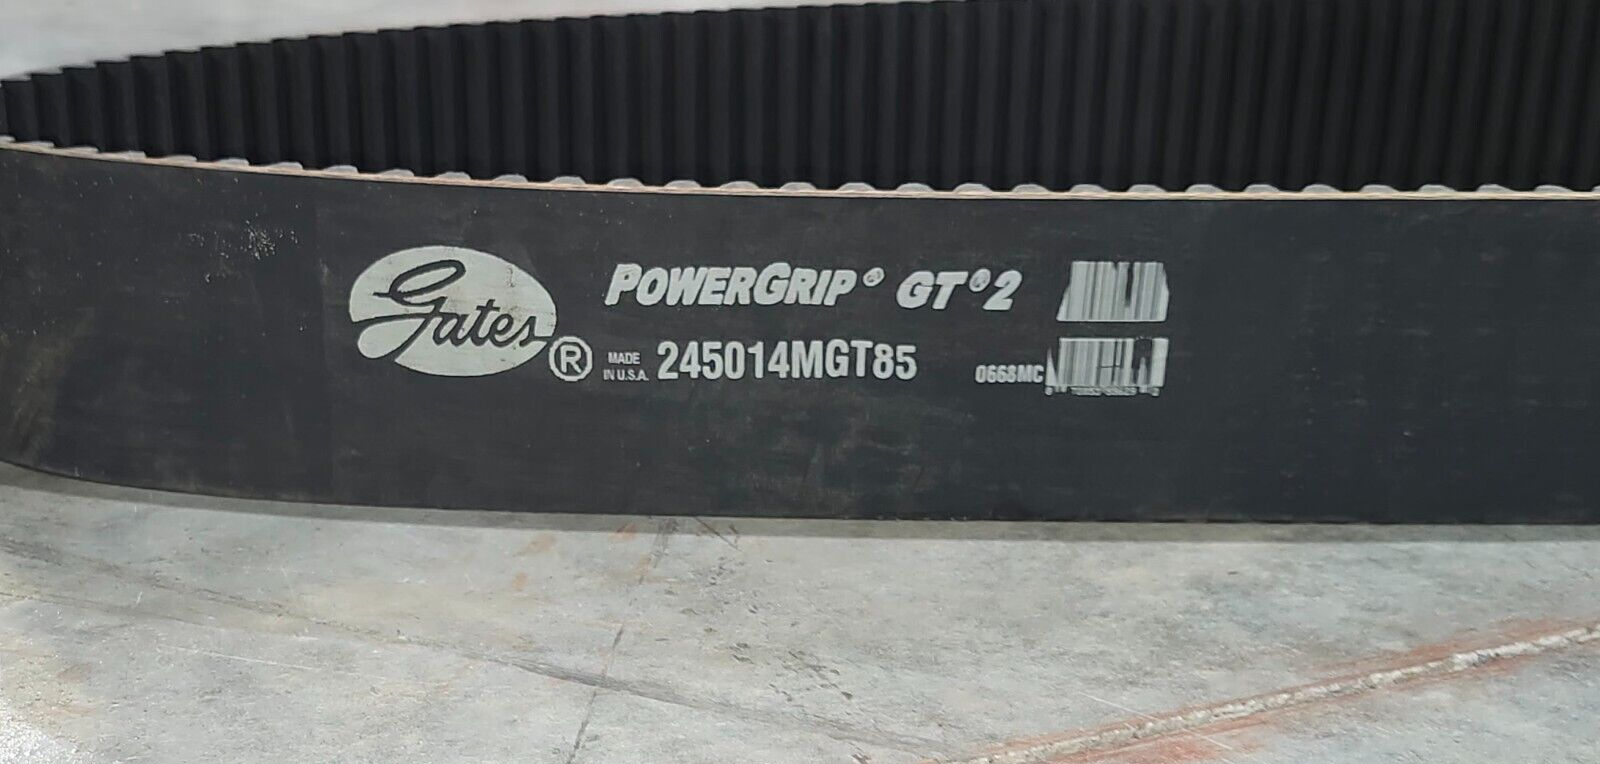 Gates®
POWERGRIP® GT®2
MADE
IN U.S.A.
245014MGT85
0668MC